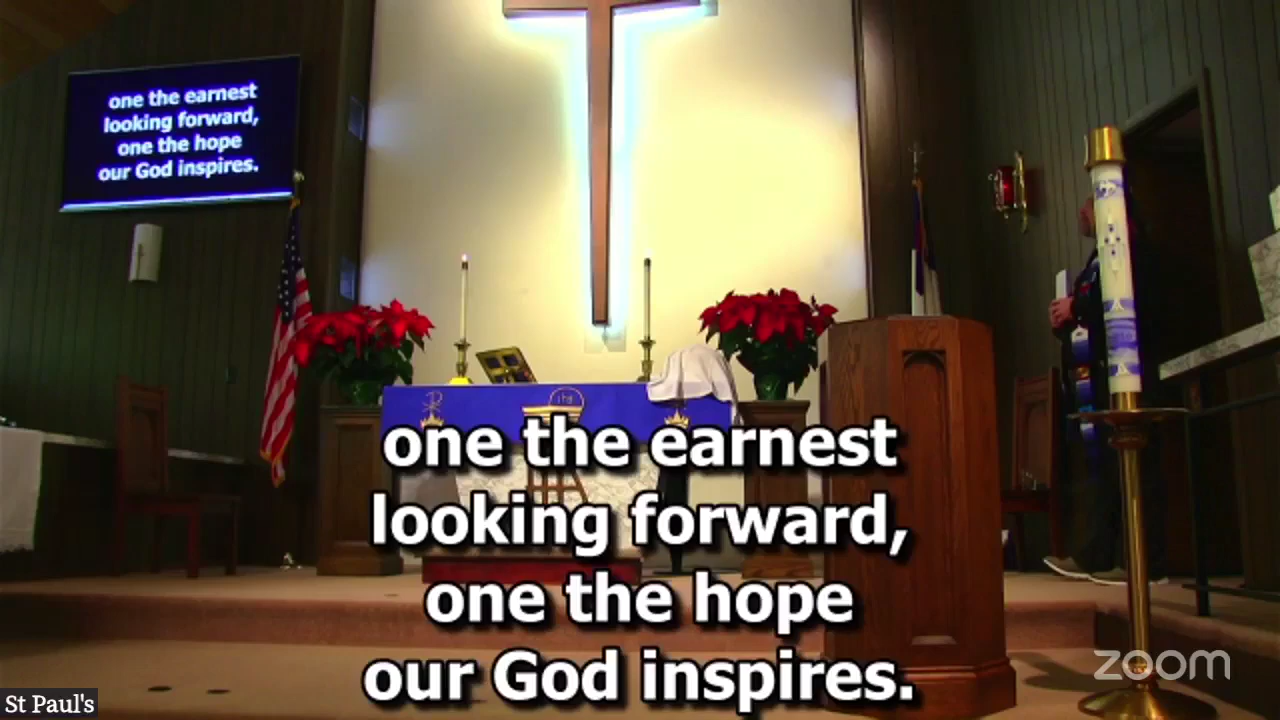 one the earnest
looking forward,
one the hope
our God inspires.
ihs
one the earnest
looking forward,
one the hope
our God inspires.
zoom
St Paul's